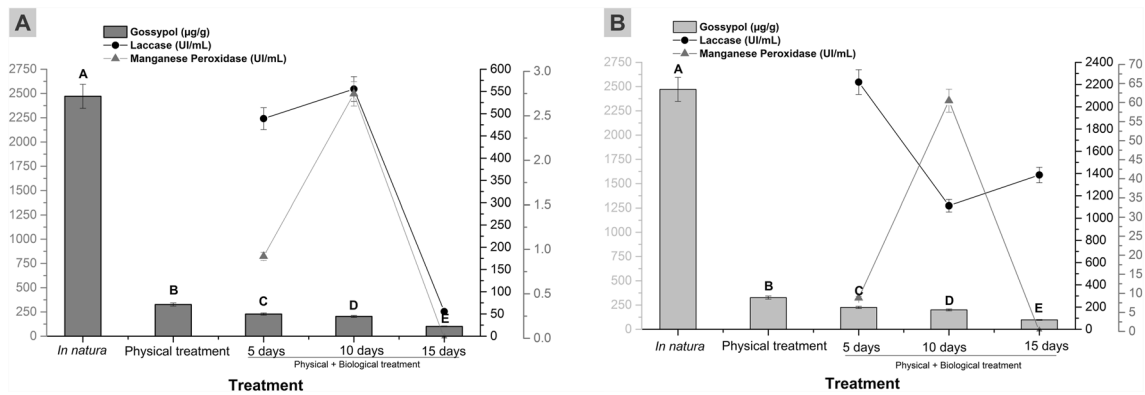 A
Gossypol (µg/g)
Laccase (UI/mL)
Manganese Peroxidase (UI/mL)
2750
2500
2250
2000
1750
1500
1250
1000
750
500
250
0
A
B
C
D
E
600
550
500
450
400
350
300
250
200
150
100
50
0
3.0
2.5
2.0
1.5
1.0
0.5
0.0
In natura
Physical treatment
5 days
10 days
15 days
Physical + Biological treatment
Treatment
B
Gossypol (µg/g)
Laccase (UI/mL)
Manganese Peroxidase (UI/mL)
2750
2500
2250
2000
1750
1500
1250
1000
750
500
250
0
A
B
C
D
E
2400
2200
2000
1800
1600
1400
1200
1000
800
600
400
200
0
70
65
60
55
50
45
40
35
30
25
20
15
10
5
0
In natura
Physical treatment
5 days
10 days
15 days
Physical + Biological treatment
Treatment